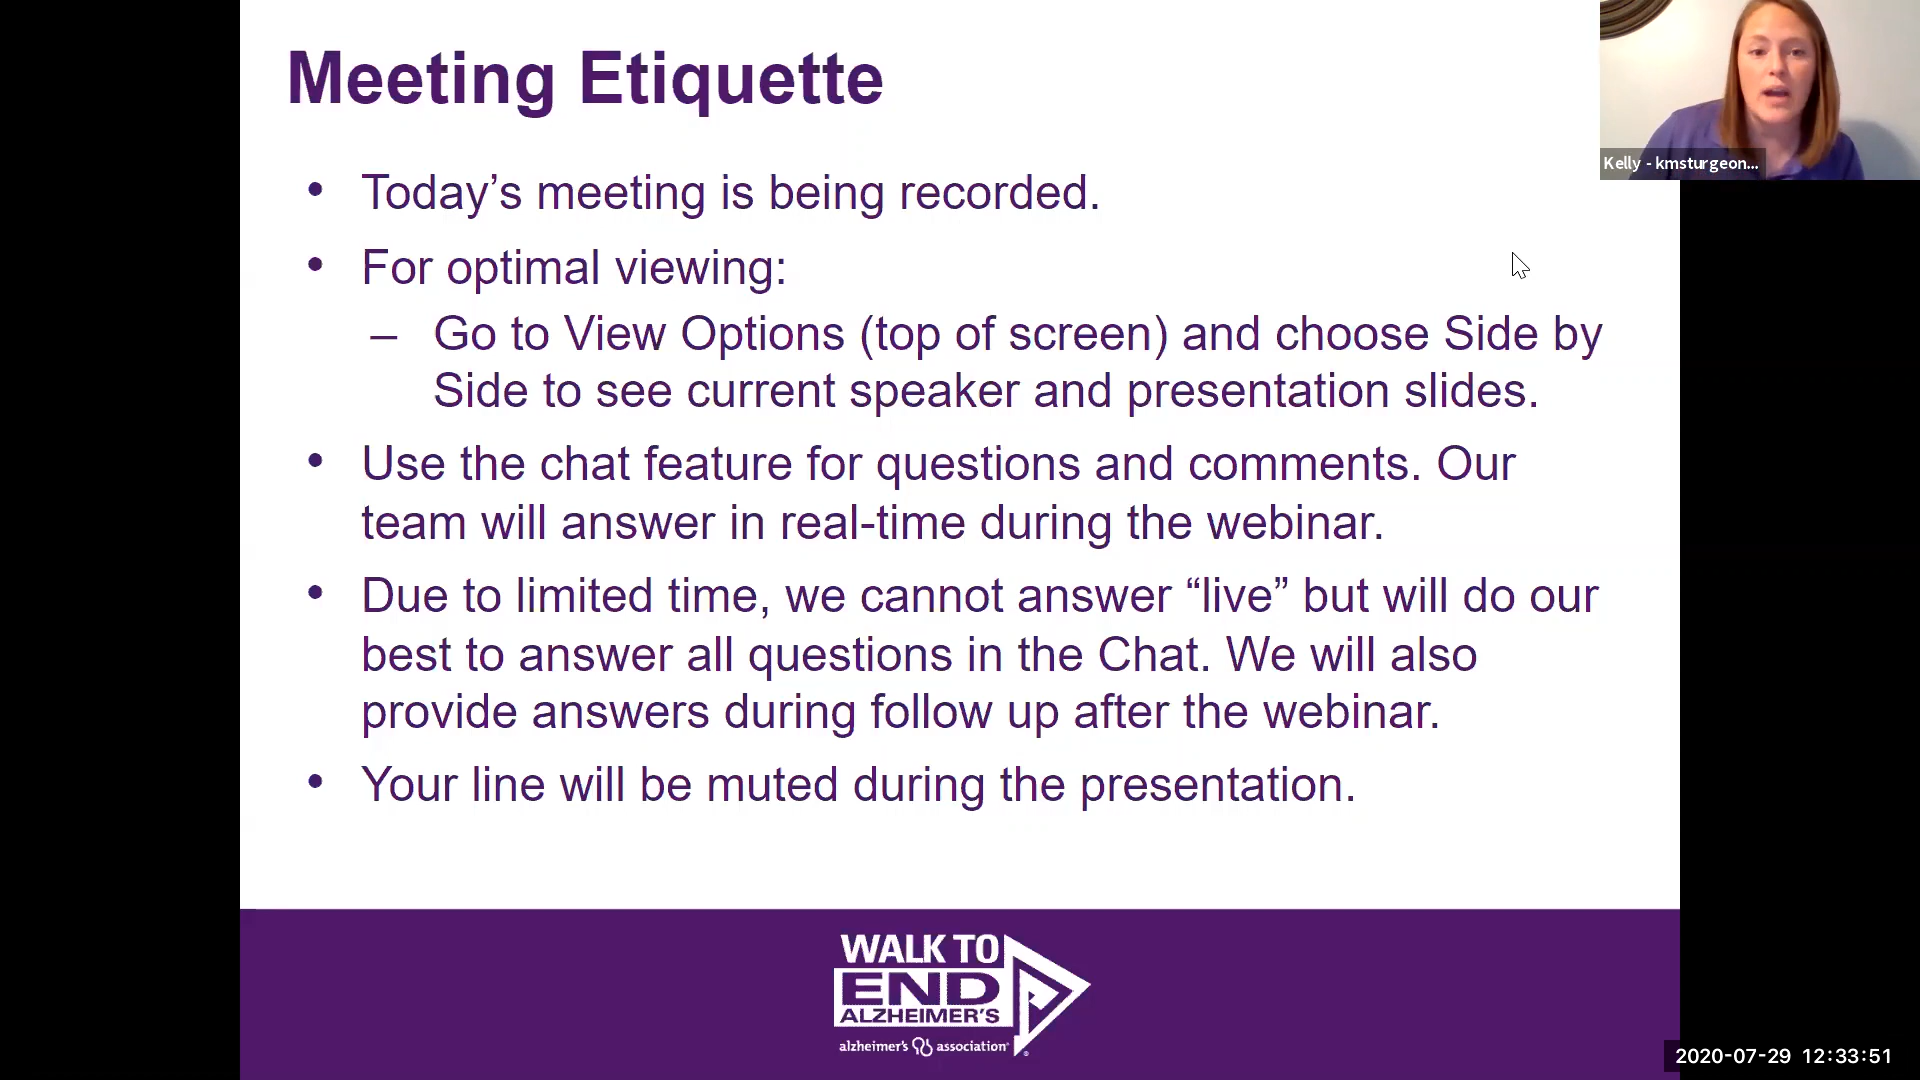 Meeting Etiquette
Kelly - kmsturgeon...
• Today’s meeting is being recorded.
• For optimal viewing:
– Go to View Options (top of screen) and choose Side by
Side to see current speaker and presentation slides.
• Use the chat feature for questions and comments. Our
team will answer in real-time during the webinar.
• Due to limited time, we cannot answer “live” but will do our
best to answer all questions in the Chat. We will also
provide answers during follow up after the webinar.
• Your line will be muted during the presentation.
WALK TO
END
ALZHEIMER'S
alzheimer's association®
2020-07-29 12:33:51